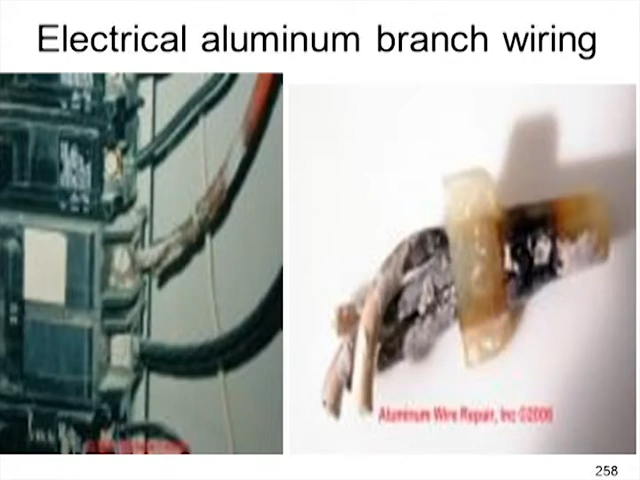 Electrical aluminum branch wiring
Aluminum Wire Repair, Inc ©2006
258